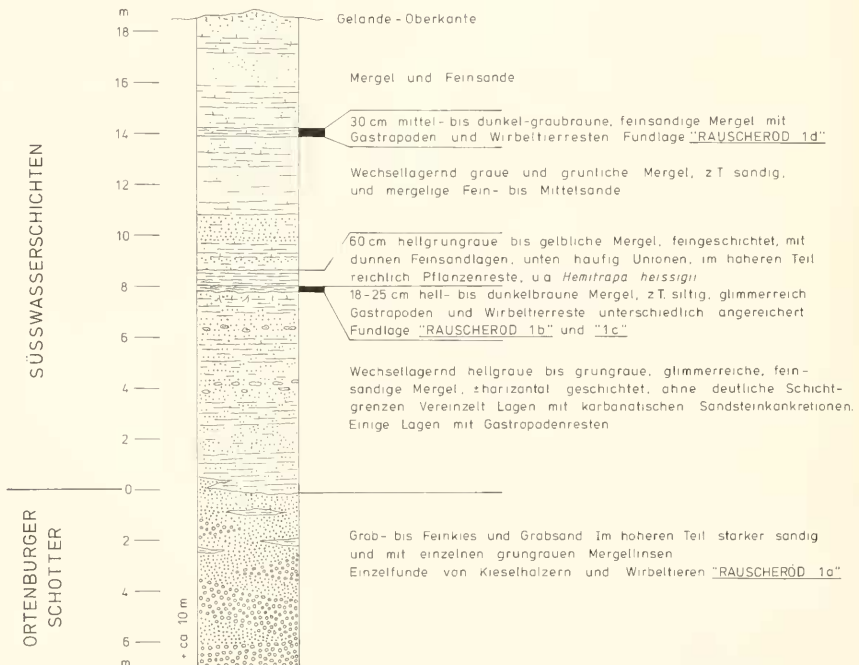 m
Gelande-Oberkante
18
16
Mergel und Feinsande
30 cm mittel- bis dunkel-graubraune, feinsandige Mergel mit
14
Gastropoden und Wirbeltierresten Fundlage "RAUSCHERÖD 1d"
Wechsellagernd graue und grunliche Mergel, z T sandig,
12
und mergelige Fein- bis Mittelsande
10
60 cm hellgrungraue bis gelbliche Mergel, feingeschichtet, mit
dunnen Feinsandlagen, unten haufig Unionen, im hoheren Teil
reichlich Pflanzenreste, u a Hemitrapa heissigii
8
18-25 cm hell- bis dunkelbraune Mergel, z T. siltig, glimmerreich
Gastropoden und Wirbeltierreste unterschiedlich angereichert
Fundlage "RAUSCHERÖD 1b" und "1c"
6
Wechsellagernd hellgraue bis grungraue, glimmerreiche, fein-
4
sandige Mergel, ±horizontal geschichtet, ohne deutliche Schicht-
grenzen Vereinzelt Lagen mit karbonatischen Sandsteinkonkretionen.
Einige Lagen mit Gastropodenresten
2
0
SÜSSWASSERSCHICHTEN
Grob- bis Feinkies und Grobsand Im hoheren Teil starker sandig
2
und mit einzelnen grungrauen Mergellinsen
Einzelfunde von Kieselholzern und Wirbeltieren "RAUSCHERÖD 1a"
4
6
m
+ ca 10 m
ORTENBURGER
SCHOTTER